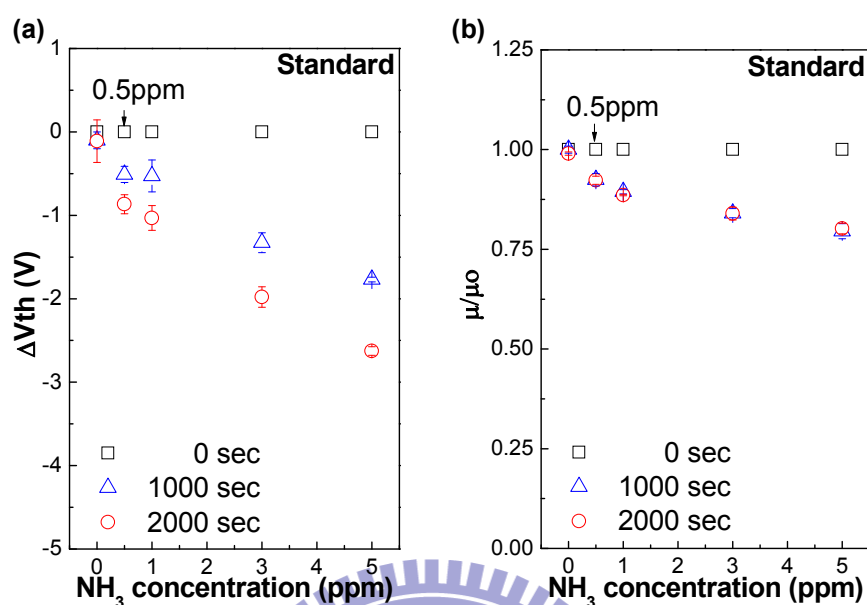 (a)
Standard
0.5ppm
1
0
-1
-2
-3
-4
-5
ΔVth (V)
0 sec
1000 sec
2000 sec
0 1 2 3 4 5
NH₃ concentration (ppm)
(b)
Standard
0.5ppm
1.25
1.00
0.75
0.50
0.25
0.00
μ/μo
0 sec
1000 sec
2000 sec
0 1 2 3 4 5
NH₃ concentration (ppm)